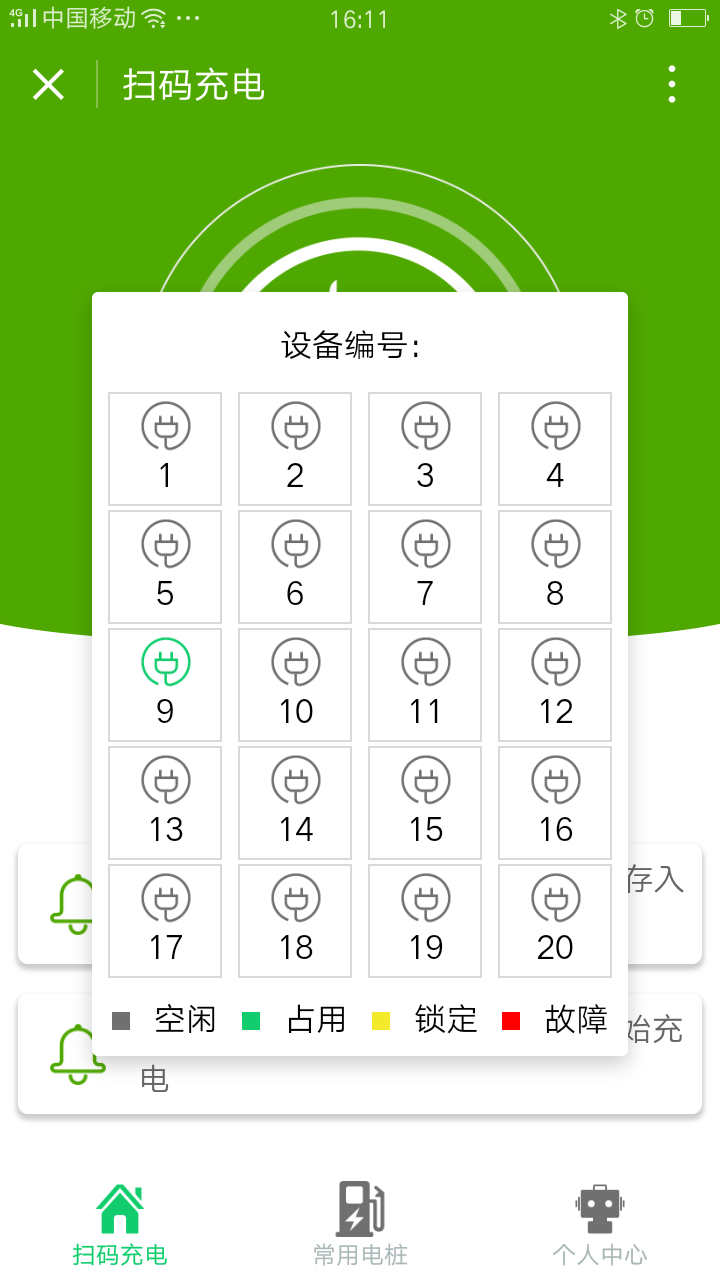 4G 中国移动 ··· 16:11
扫码充电
设备编号:
1 2 3 4
5 6 7 8
9 10 11 12
13 14 15 16
存入
17 18 19 20
空闲 占用 锁定 故障
始充
电
扫码充电 常用电桩 个人中心